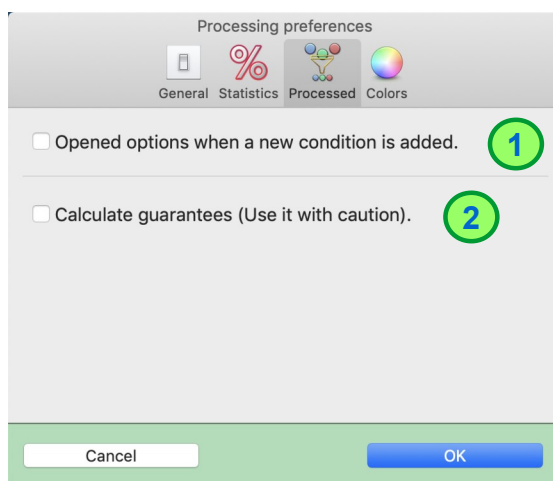 Processing preferences
General Statistics Processed Colors
Opened options when a new condition is added. 1
Calculate guarantees (Use it with caution). 2
Cancel OK